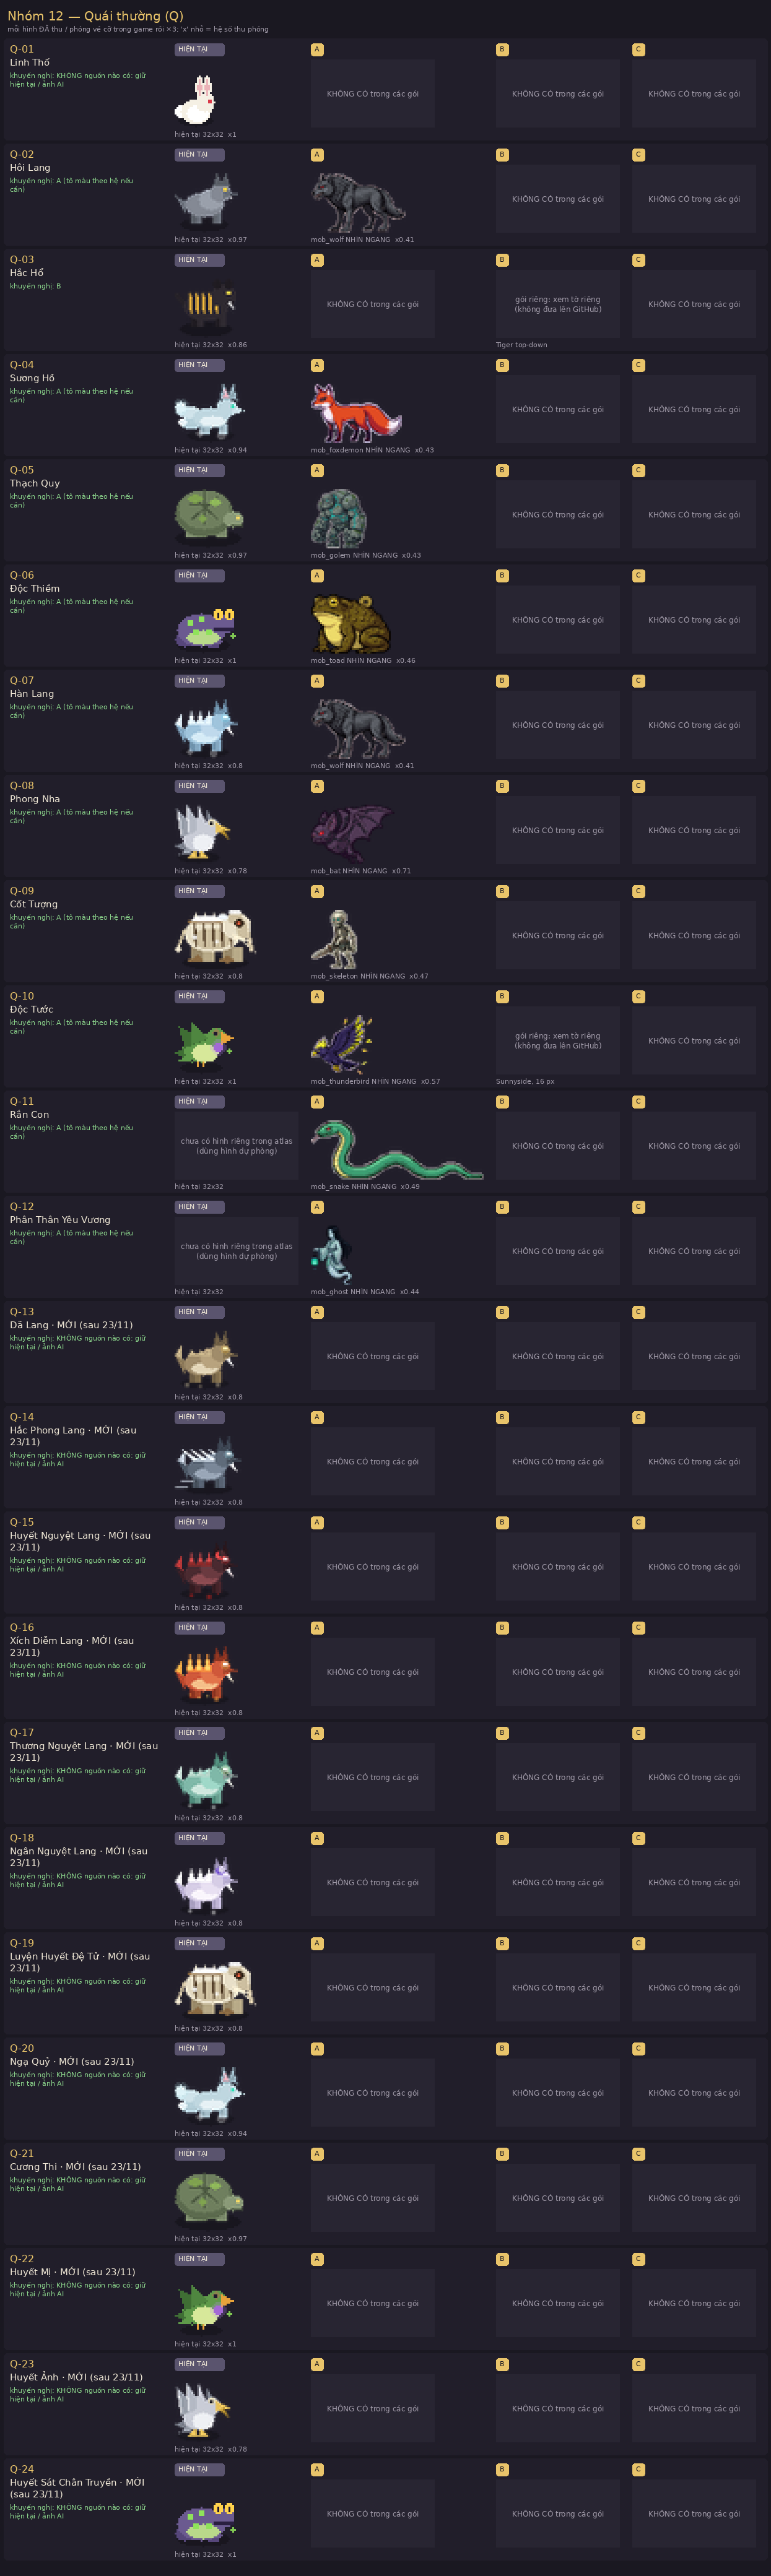 Nhóm 12 — Quái thường (Q)
mỗi hình ĐÃ thu / phóng về cỡ trong game rồi ×3; 'x' nhỏ = hệ số thu phóng
Q-01
Linh Thố
khuyến nghị: KHÔNG nguồn nào có: giữ
hiện tại / ảnh AI
HIỆN TẠI
hiện tại 32x32 x1
A
KHÔNG CÓ trong các gói
B
KHÔNG CÓ trong các gói
C
KHÔNG CÓ trong các gói
Q-02
Hôi Lang
khuyến nghị: A (tô màu theo hệ nếu
cần)
HIỆN TẠI
hiện tại 32x32 x0.97
A
mob_wolf NHÌN NGANG x0.41
B
KHÔNG CÓ trong các gói
C
KHÔNG CÓ trong các gói
Q-03
Hắc Hổ
khuyến nghị: B
HIỆN TẠI
hiện tại 32x32 x0.86
A
KHÔNG CÓ trong các gói
B
gói riêng: xem tờ riêng
(không đưa lên GitHub)
Tiger top-down
C
KHÔNG CÓ trong các gói
Q-04
Sương Hồ
khuyến nghị: A (tô màu theo hệ nếu
cần)
HIỆN TẠI
hiện tại 32x32 x0.94
A
mob_foxdemon NHÌN NGANG x0.43
B
KHÔNG CÓ trong các gói
C
KHÔNG CÓ trong các gói
Q-05
Thạch Quy
khuyến nghị: A (tô màu theo hệ nếu
cần)
HIỆN TẠI
hiện tại 32x32 x0.97
A
mob_golem NHÌN NGANG x0.43
B
KHÔNG CÓ trong các gói
C
KHÔNG CÓ trong các gói
Q-06
Độc Thiềm
khuyến nghị: A (tô màu theo hệ nếu
cần)
HIỆN TẠI
hiện tại 32x32 x1
A
mob_toad NHÌN NGANG x0.46
B
KHÔNG CÓ trong các gói
C
KHÔNG CÓ trong các gói
Q-07
Hàn Lang
khuyến nghị: A (tô màu theo hệ nếu
cần)
HIỆN TẠI
hiện tại 32x32 x0.8
A
mob_wolf NHÌN NGANG x0.41
B
KHÔNG CÓ trong các gói
C
KHÔNG CÓ trong các gói
Q-08
Phong Nha
khuyến nghị: A (tô màu theo hệ nếu
cần)
HIỆN TẠI
hiện tại 32x32 x0.78
A
mob_bat NHÌN NGANG x0.71
B
KHÔNG CÓ trong các gói
C
KHÔNG CÓ trong các gói
Q-09
Cốt Tượng
khuyến nghị: A (tô màu theo hệ nếu
cần)
HIỆN TẠI
hiện tại 32x32 x0.8
A
mob_skeleton NHÌN NGANG x0.47
B
KHÔNG CÓ trong các gói
C
KHÔNG CÓ trong các gói
Q-10
Độc Tước
khuyến nghị: A (tô màu theo hệ nếu
cần)
HIỆN TẠI
hiện tại 32x32 x1
A
mob_thunderbird NHÌN NGANG x0.57
B
gói riêng: xem tờ riêng
(không đưa lên GitHub)
Sunnyside, 16 px
C
KHÔNG CÓ trong các gói
Q-11
Rắn Con
khuyến nghị: A (tô màu theo hệ nếu
cần)
HIỆN TẠI
chưa có hình riêng trong atlas
(dùng hình dự phòng)
hiện tại 32x32
A
mob_snake NHÌN NGANG x0.49
B
KHÔNG CÓ trong các gói
C
KHÔNG CÓ trong các gói
Q-12
Phân Thân Yêu Vương
khuyến nghị: A (tô màu theo hệ nếu
cần)
HIỆN TẠI
chưa có hình riêng trong atlas
(dùng hình dự phòng)
hiện tại 32x32
A
mob_ghost NHÌN NGANG x0.44
B
KHÔNG CÓ trong các gói
C
KHÔNG CÓ trong các gói
Q-13
Dã Lang · MỚI (sau 23/11)
khuyến nghị: KHÔNG nguồn nào có: giữ
hiện tại / ảnh AI
HIỆN TẠI
hiện tại 32x32 x0.8
A
KHÔNG CÓ trong các gói
B
KHÔNG CÓ trong các gói
C
KHÔNG CÓ trong các gói
Q-14
Hắc Phong Lang · MỚI (sau
23/11)
khuyến nghị: KHÔNG nguồn nào có: giữ
hiện tại / ảnh AI
HIỆN TẠI
hiện tại 32x32 x0.8
A
KHÔNG CÓ trong các gói
B
KHÔNG CÓ trong các gói
C
KHÔNG CÓ trong các gói
Q-15
Huyết Nguyệt Lang · MỚI (sau
23/11)
khuyến nghị: KHÔNG nguồn nào có: giữ
hiện tại / ảnh AI
HIỆN TẠI
hiện tại 32x32 x0.8
A
KHÔNG CÓ trong các gói
B
KHÔNG CÓ trong các gói
C
KHÔNG CÓ trong các gói
Q-16
Xích Diễm Lang · MỚI (sau
23/11)
khuyến nghị: KHÔNG nguồn nào có: giữ
hiện tại / ảnh AI
HIỆN TẠI
hiện tại 32x32 x0.8
A
KHÔNG CÓ trong các gói
B
KHÔNG CÓ trong các gói
C
KHÔNG CÓ trong các gói
Q-17
Thương Nguyệt Lang · MỚI (sau
23/11)
khuyến nghị: KHÔNG nguồn nào có: giữ
hiện tại / ảnh AI
HIỆN TẠI
hiện tại 32x32 x0.8
A
KHÔNG CÓ trong các gói
B
KHÔNG CÓ trong các gói
C
KHÔNG CÓ trong các gói
Q-18
Ngân Nguyệt Lang · MỚI (sau
23/11)
khuyến nghị: KHÔNG nguồn nào có: giữ
hiện tại / ảnh AI
HIỆN TẠI
hiện tại 32x32 x0.8
A
KHÔNG CÓ trong các gói
B
KHÔNG CÓ trong các gói
C
KHÔNG CÓ trong các gói
Q-19
Luyện Huyết Đệ Tử · MỚI (sau
23/11)
khuyến nghị: KHÔNG nguồn nào có: giữ
hiện tại / ảnh AI
HIỆN TẠI
hiện tại 32x32 x0.8
A
KHÔNG CÓ trong các gói
B
KHÔNG CÓ trong các gói
C
KHÔNG CÓ trong các gói
Q-20
Ngạ Quỷ · MỚI (sau 23/11)
khuyến nghị: KHÔNG nguồn nào có: giữ
hiện tại / ảnh AI
HIỆN TẠI
hiện tại 32x32 x0.94
A
KHÔNG CÓ trong các gói
B
KHÔNG CÓ trong các gói
C
KHÔNG CÓ trong các gói
Q-21
Cương Thi · MỚI (sau 23/11)
khuyến nghị: KHÔNG nguồn nào có: giữ
hiện tại / ảnh AI
HIỆN TẠI
hiện tại 32x32 x0.97
A
KHÔNG CÓ trong các gói
B
KHÔNG CÓ trong các gói
C
KHÔNG CÓ trong các gói
Q-22
Huyết Mị · MỚI (sau 23/11)
khuyến nghị: KHÔNG nguồn nào có: giữ
hiện tại / ảnh AI
HIỆN TẠI
hiện tại 32x32 x1
A
KHÔNG CÓ trong các gói
B
KHÔNG CÓ trong các gói
C
KHÔNG CÓ trong các gói
Q-23
Huyết Ảnh · MỚI (sau 23/11)
khuyến nghị: KHÔNG nguồn nào có: giữ
hiện tại / ảnh AI
HIỆN TẠI
hiện tại 32x32 x0.78
A
KHÔNG CÓ trong các gói
B
KHÔNG CÓ trong các gói
C
KHÔNG CÓ trong các gói
Q-24
Huyết Sát Chân Truyền · MỚI
(sau 23/11)
khuyến nghị: KHÔNG nguồn nào có: giữ
hiện tại / ảnh AI
HIỆN TẠI
hiện tại 32x32 x1
A
KHÔNG CÓ trong các gói
B
KHÔNG CÓ trong các gói
C
KHÔNG CÓ trong các gói